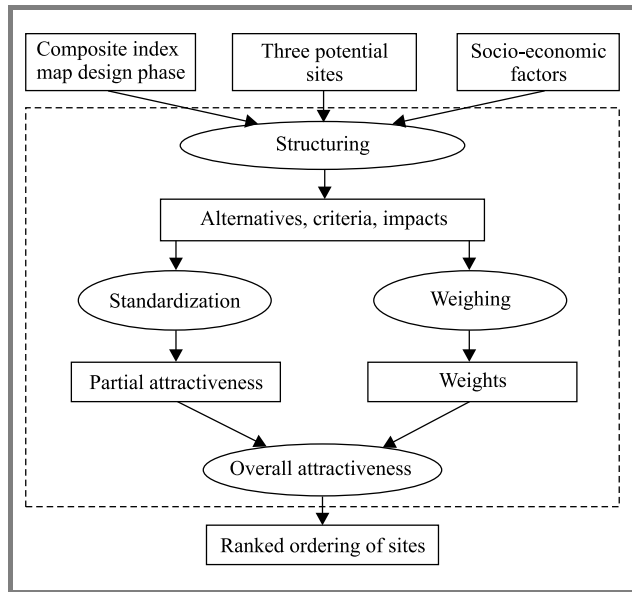 Composite index
map design phase
Three potential
sites
Socio-economic
factors
Structuring
Alternatives, criteria, impacts
Standardization
Weighing
Partial attractiveness
Weights
Overall attractiveness
Ranked ordering of sites